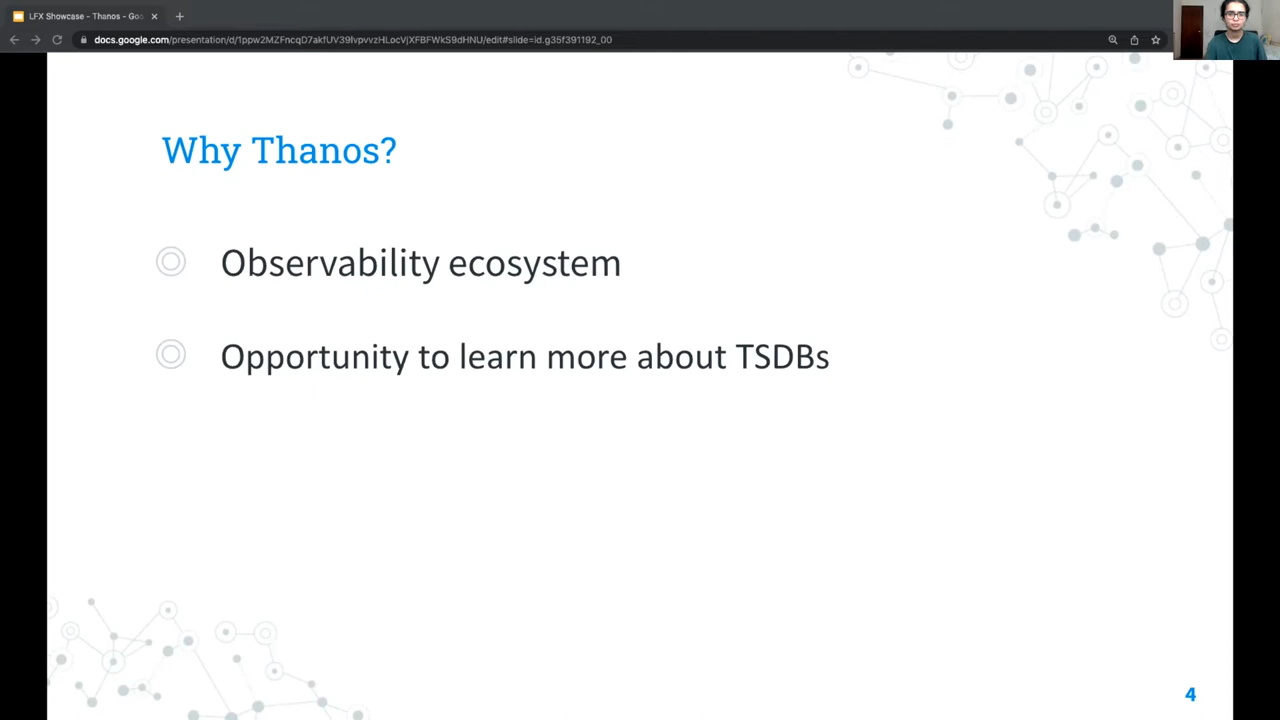 LFX Showcase - Thanos - Goo
docs.google.com/presentation/d/1ppw2MZFncqD7akfUV39IvpvvzHLocVjXFBFWkS9dHNU/edit#slide=id.g35f391192_00
Why Thanos?
Observability ecosystem
Opportunity to learn more about TSDBs
4